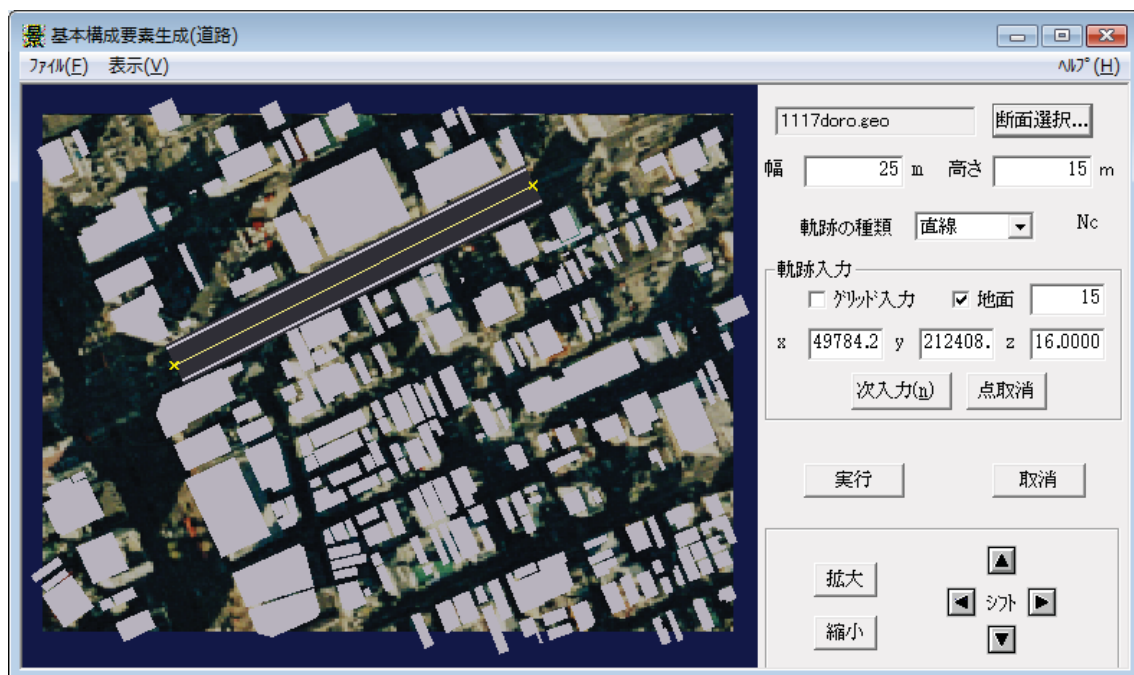 景 基本構成要素生成(道路)
ﾌｧｲﾙ(F) 表示(V) ﾍﾙﾌﾟ(H)
1117doro.geo 断面選択...
幅 25 m 高さ 15 m
軌跡の種類 直線 Nc
軌跡入力
ｸﾞﾘｯﾄﾞ入力 地面 15
x 49784.2 y 212408. z 16.0000
次入力(n) 点取消
実行 取消
拡大
ｼﾌﾄ
縮小